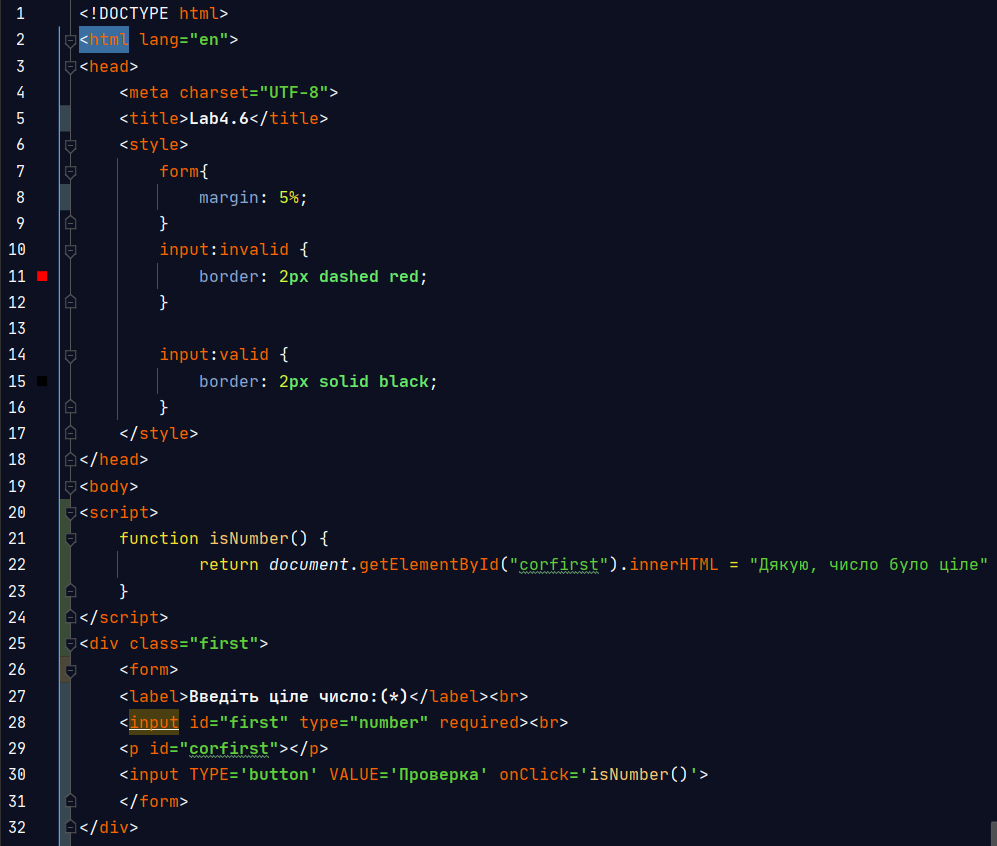 1 <!DOCTYPE html>
2 <html lang="en">
3 <head>
4     <meta charset="UTF-8">
5     <title>Lab4.6</title>
6     <style>
7         form{
8             margin: 5%;
9         }
10         input:invalid {
11             border: 2px dashed red;
12         }
13
14         input:valid {
15             border: 2px solid black;
16         }
17     </style>
18 </head>
19 <body>
20 <script>
21     function isNumber() {
22             return document.getElementById("corfirst").innerHTML = "Дякую, число було ціле"
23     }
24 </script>
25 <div class="first">
26     <form>
27     <label>Введіть ціле число:(*)</label><br>
28     <input id="first" type="number" required><br>
29     <p id="corfirst"></p>
30     <input TYPE='button' VALUE='Проверка' onClick='isNumber()'>
31     </form>
32 </div>